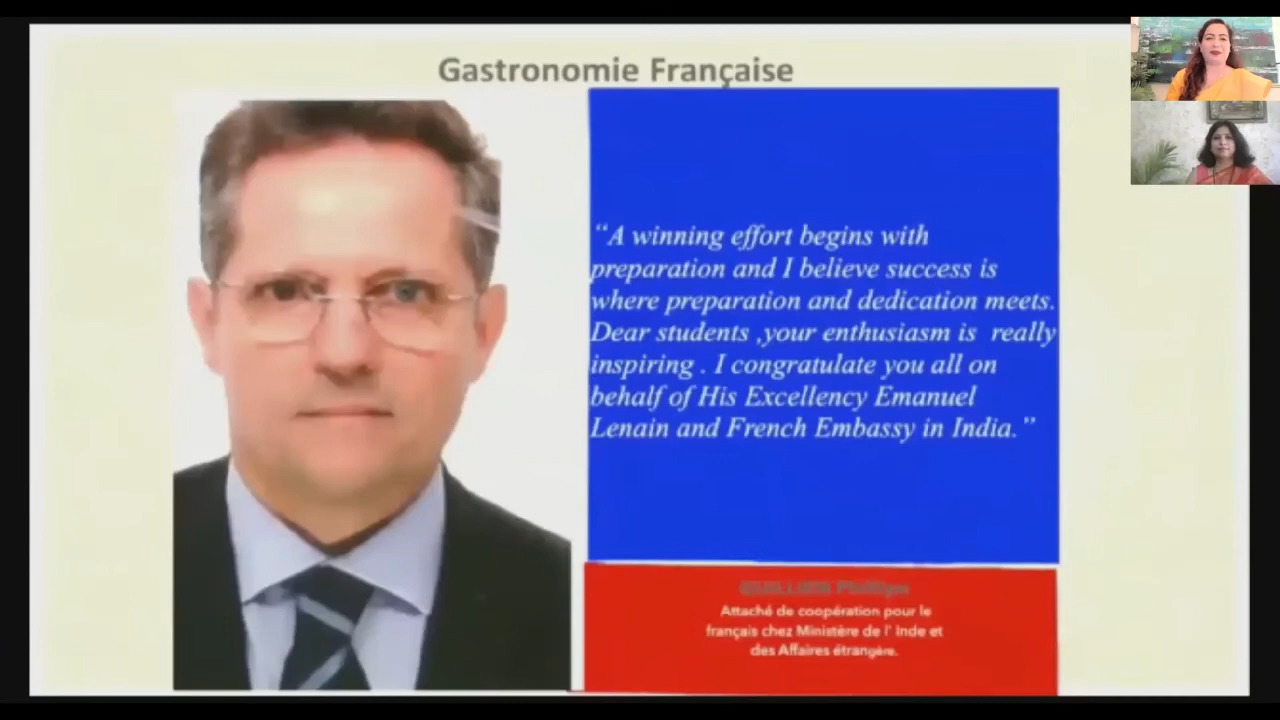 Gastronomie Française
“A winning effort begins with
preparation and I believe success is
where preparation and dedication meets.
Dear students ,your enthusiasm is really
inspiring . I congratulate you all on
behalf of His Excellency Emanuel
Lenain and French Embassy in India.”
Attaché de coopération pour le
français chez Ministère de l' Inde et
des Affaires étrangère.